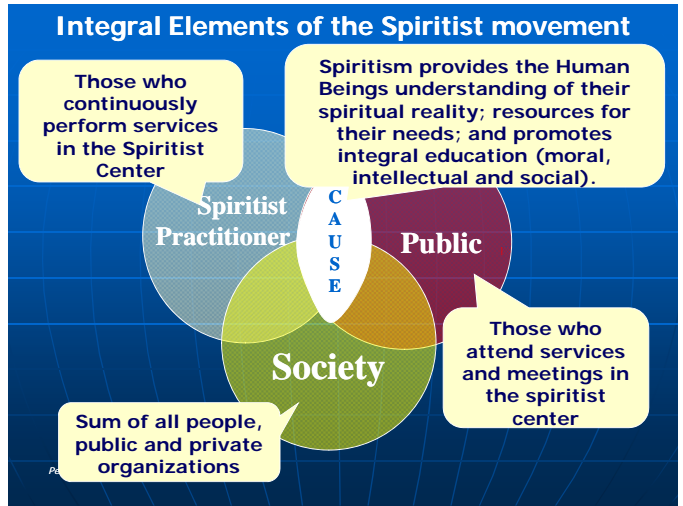 Integral Elements of the Spiritist movement
Those who
continuously
perform services
in the Spiritist
Center
Spiritism provides the Human
Beings understanding of their
spiritual reality; resources for
their needs; and promotes
integral education (moral,
intellectual and social).
Spiritist
Practitioner
C
A
U
S
E
Public
Society
Those who
attend services
and meetings in
the spiritist
center
Sum of all people,
public and private
organizations